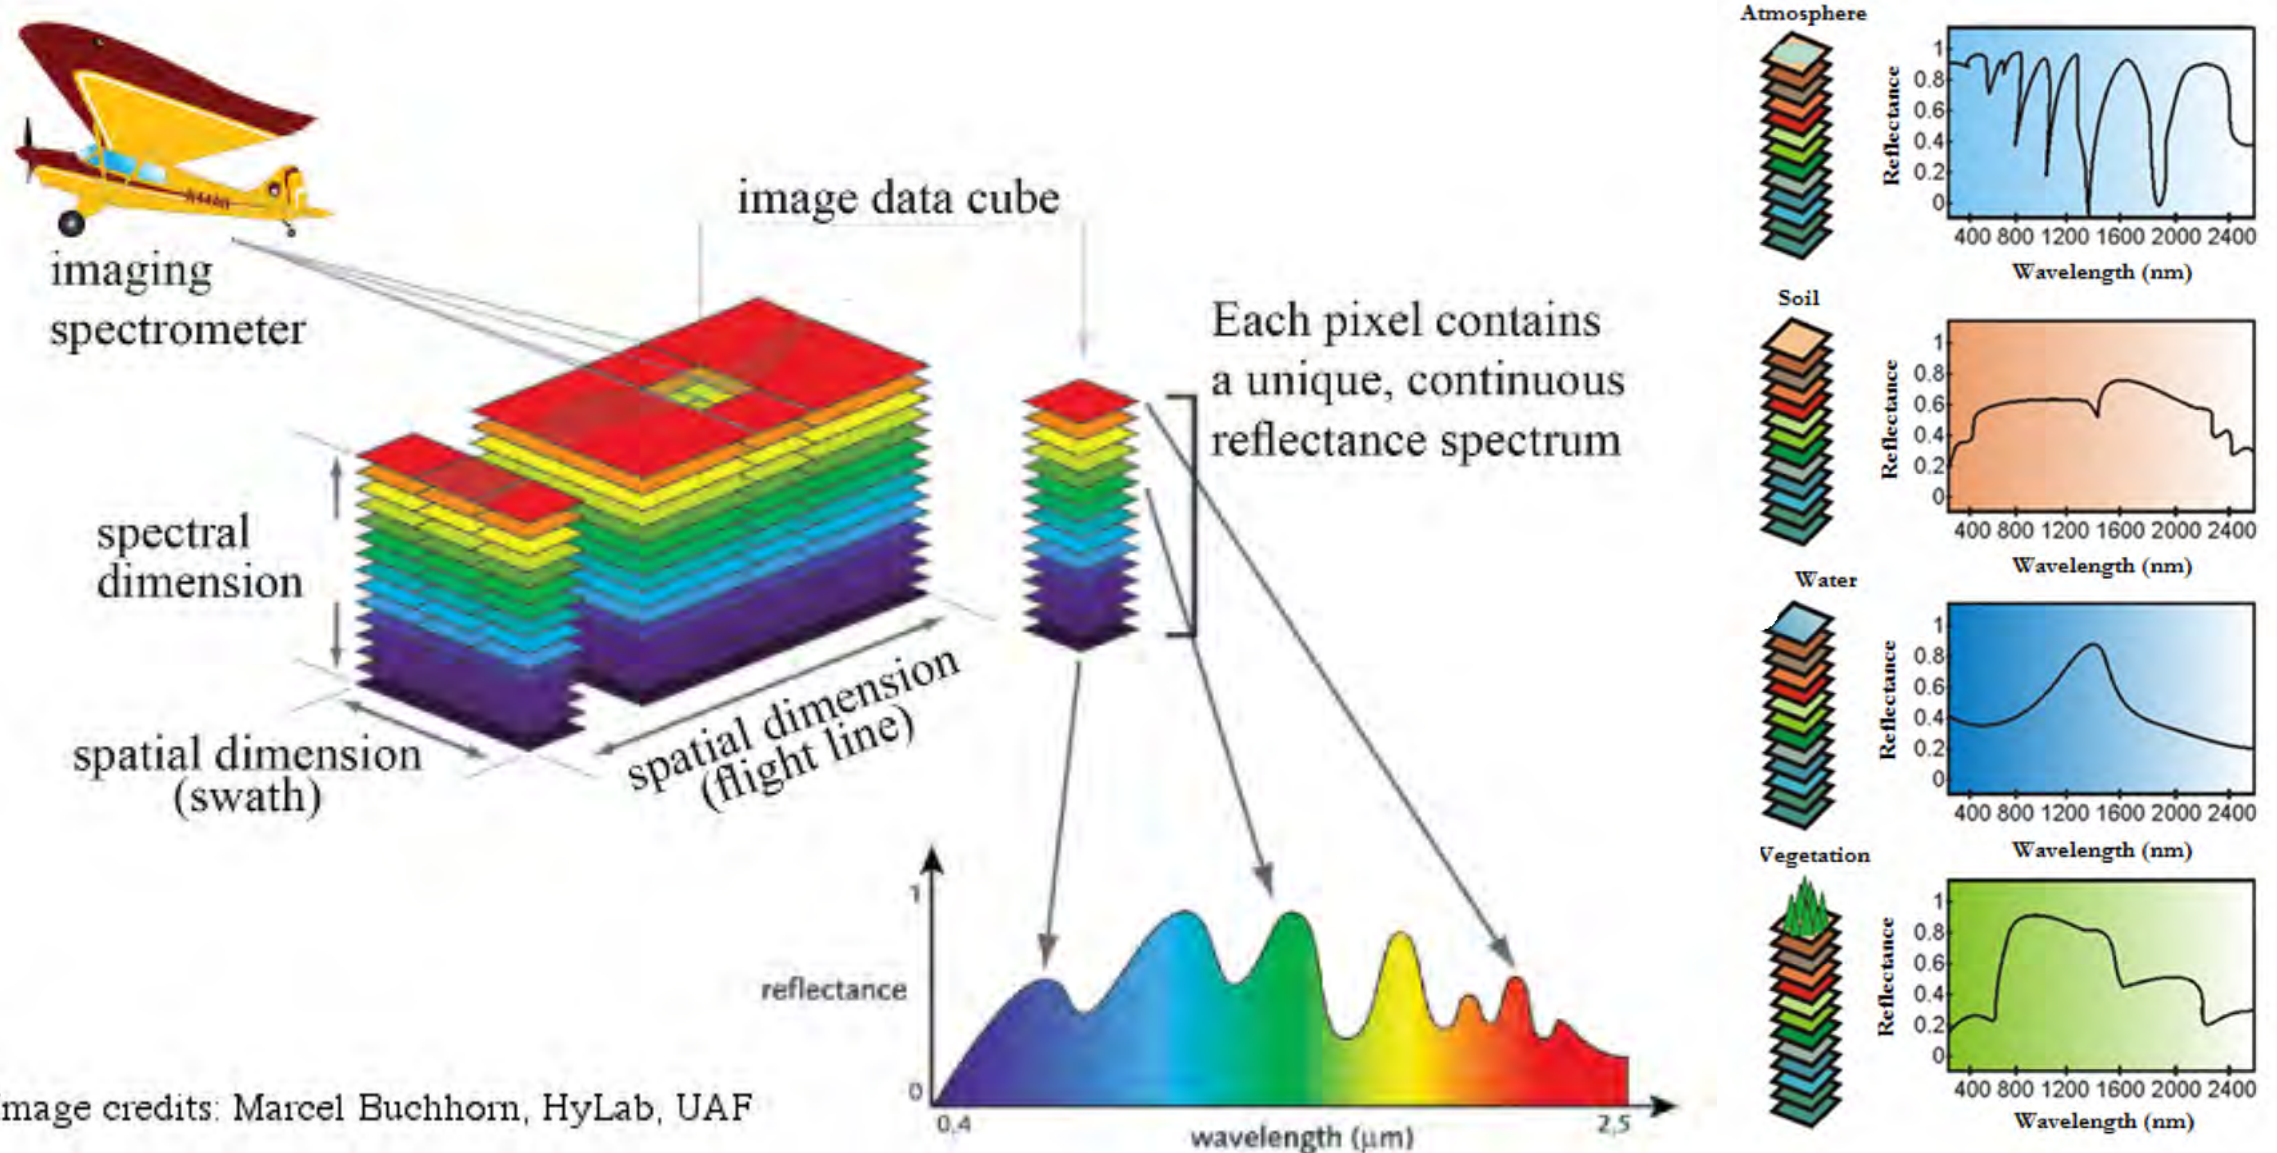 image data cube
imaging
spectrometer
Each pixel contains
a unique, continuous
reflectance spectrum
spectral
dimension
spatial dimension
(swath)
spatial dimension
(flight line)
1
reflectance
0
0,4
2,5
wavelength (μm)
mage credits: Marcel Buchhorn, HyLab, UAF
Atmosphere
Reflectance
1
0.8
0.6
0.4
0.2
0
400 800 1200 1600 2000 2400
Wavelength (nm)
Soil
Reflectance
1
0.8
0.6
0.4
0.2
0
400 800 1200 1600 2000 2400
Wavelength (nm)
Water
Reflectance
1
0.8
0.6
0.4
0.2
0
400 800 1200 1600 2000 2400
Wavelength (nm)
Vegetation
Reflectance
1
0.8
0.6
0.4
0.2
0
400 800 1200 1600 2000 2400
Wavelength (nm)